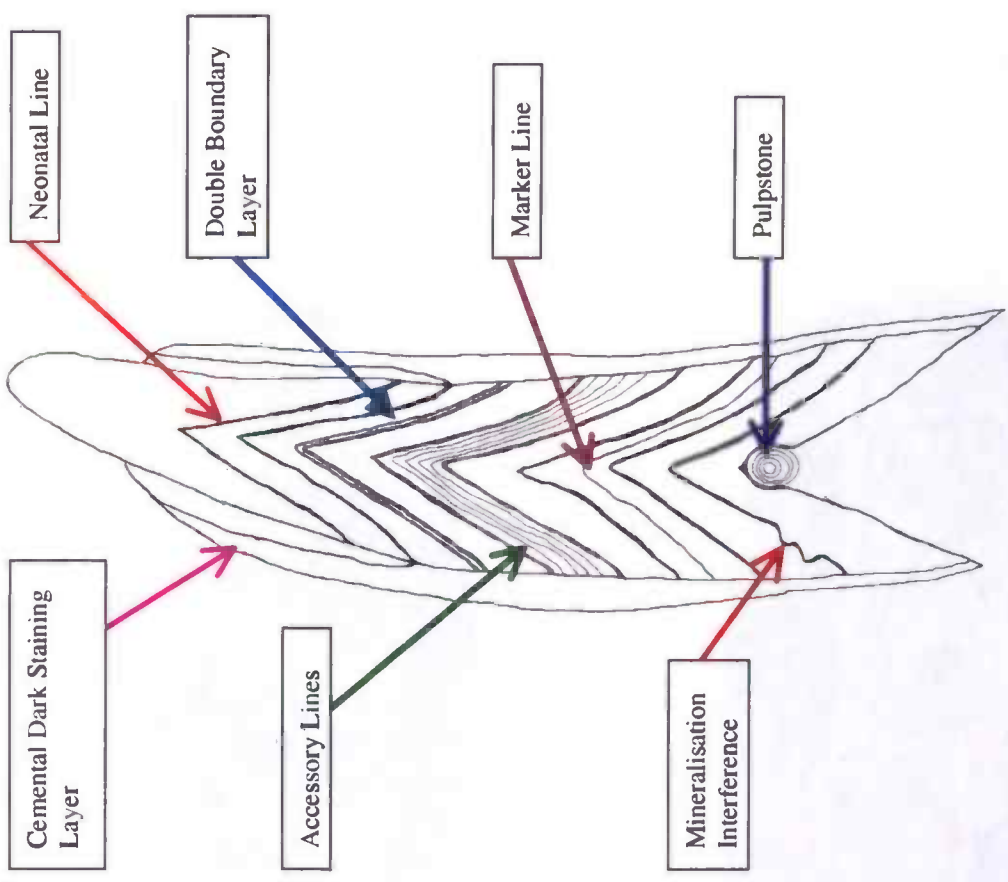 Cemental Dark Staining
Layer
Neonatal Line
Double Boundary
Layer
Accessory Lines
Marker Line
Mineralisation
Interference
Pulpstone